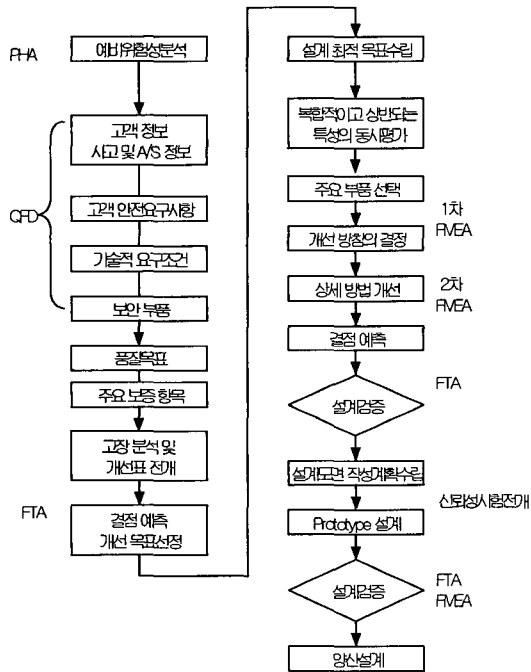 PHA
예비위험성분석
고객 정보
사고 및 A/S 정보
QFD
고객 안전요구사항
기술적 요구조건
보안 부품
품질목표
주요 보증 항목
고장 분석 및
개선표 전개
FTA
결점 예측
개선 목표선정
설계 최적 목표수립
복합적이고 상반되는
특성의 동시평가
주요 부품 선택
1차
FMEA
개선 방침의 결정
상세 방법 개선
2차
FMEA
결점 예측
FTA
설계검증
설계도면 작성계획수립
신뢰성시험전개
Prototype 설계
설계검증
FTA
FMEA
양산설계